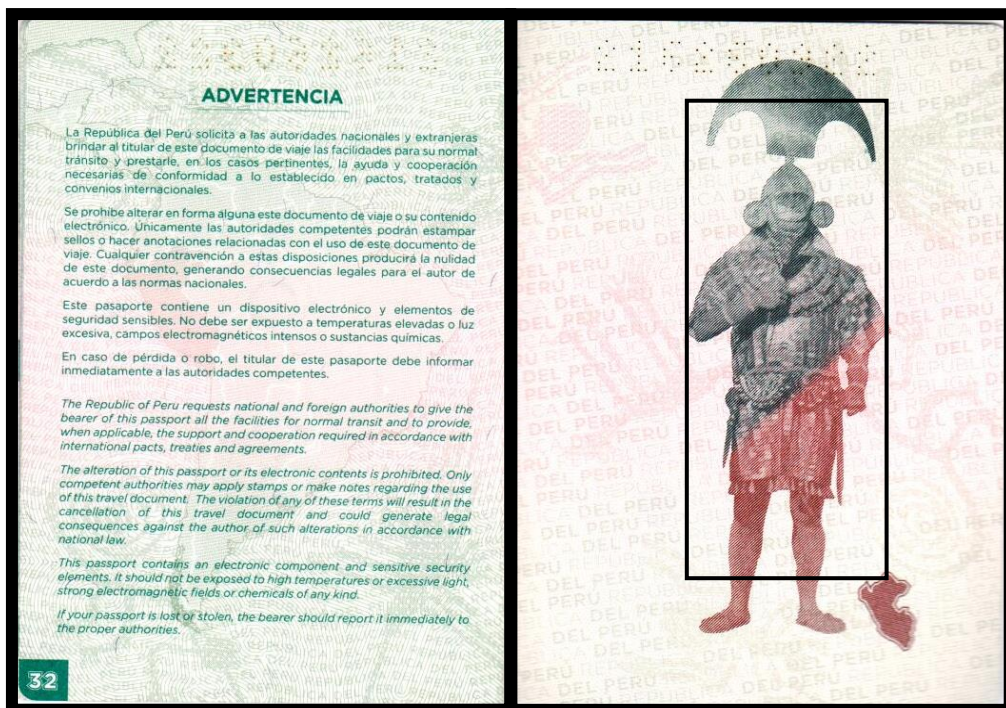 ADVERTENCIA
La República del Perú solicita a las autoridades nacionales y extranjeras
brindar al titular de este documento de viaje las facilidades para su normal
tránsito y prestarle, en los casos pertinentes, la ayuda y cooperación
necesarias de conformidad a lo establecido en pactos, tratados y
convenios internacionales.
Se prohíbe alterar en forma alguna este documento de viaje o su contenido
electrónico. Únicamente las autoridades competentes podrán estampar
sellos o hacer anotaciones relacionadas con el uso de este documento de
viaje. Cualquier contravención a estas disposiciones producirá la nulidad
de este documento, generando consecuencias legales para el autor de
acuerdo a las normas nacionales.
Este pasaporte contiene un dispositivo electrónico y elementos de
seguridad sensibles. No debe ser expuesto a temperaturas elevadas o luz
excesiva, campos electromagnéticos intensos o sustancias químicas.
En caso de pérdida o robo, el titular de este pasaporte debe informar
inmediatamente a las autoridades competentes.
The Republic of Peru requests national and foreign authorities to give the
bearer of this passport all the facilities for normal transit and to provide,
when applicable, the support and cooperation required in accordance with
international pacts, treaties and agreements.
The alteration of this passport or its electronic contents is prohibited. Only
competent authorities may apply stamps or make notes regarding the use
of this travel document. The violation of any of these terms will result in the
cancellation of this travel document and could generate legal
consequences against the author of such alterations in accordance with
national law.
This passport contains an electronic component and sensitive security
elements. It should not be exposed to high temperatures or excessive light,
strong electromagnetic fields or chemicals of any kind.
If your passport is lost or stolen, the bearer should report it immediately to
the proper authorities.
32